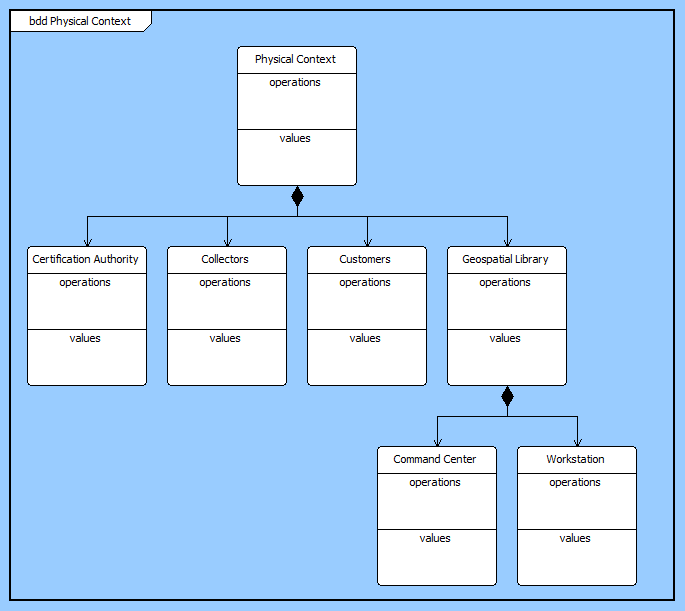 bdd Physical Context
Physical Context
operations
values
Certification Authority
operations
values
Collectors
operations
values
Customers
operations
values
Geospatial Library
operations
values
Command Center
operations
values
Workstation
operations
values